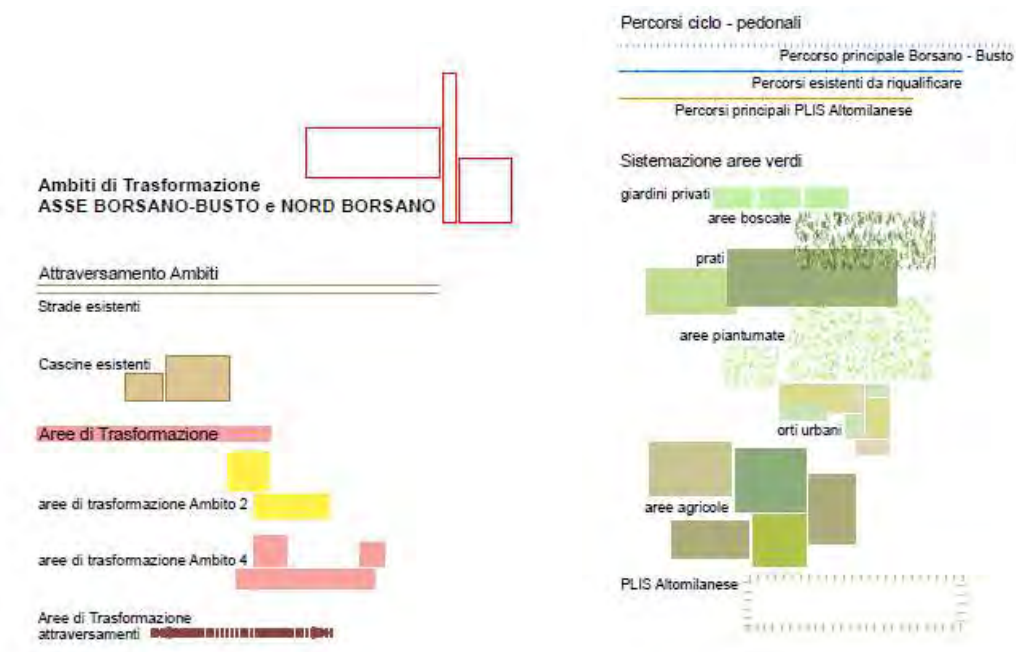 Ambiti di Trasformazione
ASSE BORSANO-BUSTO e NORD BORSANO
Attraversamento Ambiti
Strade esistenti
Cascine esistenti
Aree di Trasformazione
aree di trasformazione Ambito 2
aree di trasformazione Ambito 4
Aree di Trasformazione
attraversamenti
Percorsi ciclo - pedonali
Percorso principale Borsano - Busto
Percorsi esistenti da riqualificare
Percorsi principali PLIS Altomilanese
Sistemazione aree verdi
giardini privati
aree boscate
prati
aree piantumate
orti urbani
aree agricole
PLIS Altomilanese